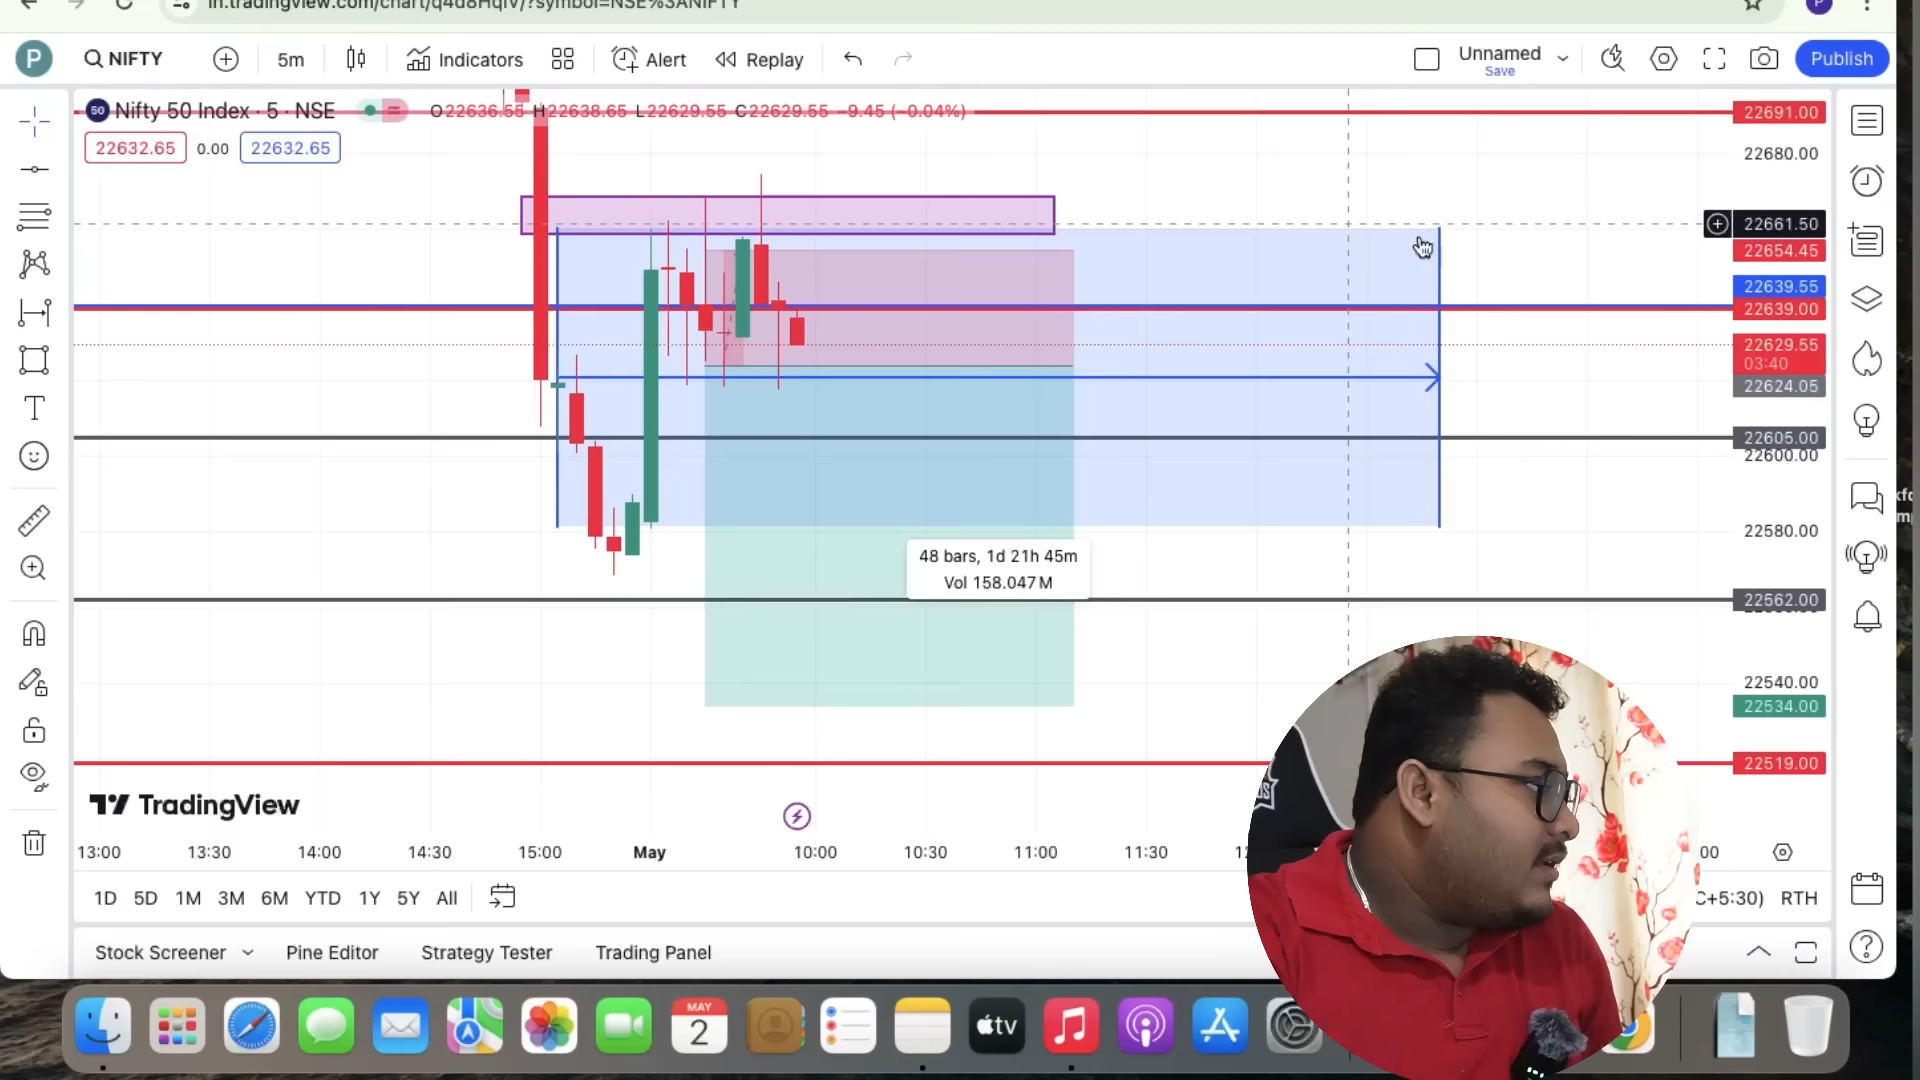 in.tradingview.com/chart/q4d8HqIv/?symbol=NSE%3ANIFTY
P
P NIFTY 5m Indicators Alert Replay Unnamed Save Publish
50 Nifty 50 Index · 5 · NSE O22636.55 H22638.65 L22629.55 C22629.55 −9.45 (−0.04%)
22632.65 0.00 22632.65
22691.00
22680.00
22661.50
22654.45
22639.55
22639.00
22629.55
03:40
22624.05
22605.00
22600.00
22580.00
48 bars, 1d 21h 45m
Vol 158.047M
22562.00
22540.00
22534.00
22519.00
TradingView
13:00 13:30 14:00 14:30 15:00 May 10:00 10:30 11:00 11:30
1D 5D 1M 3M 6M YTD 1Y 5Y All C+5:30) RTH
Stock Screener Pine Editor Strategy Tester Trading Panel
MAY
2
tv